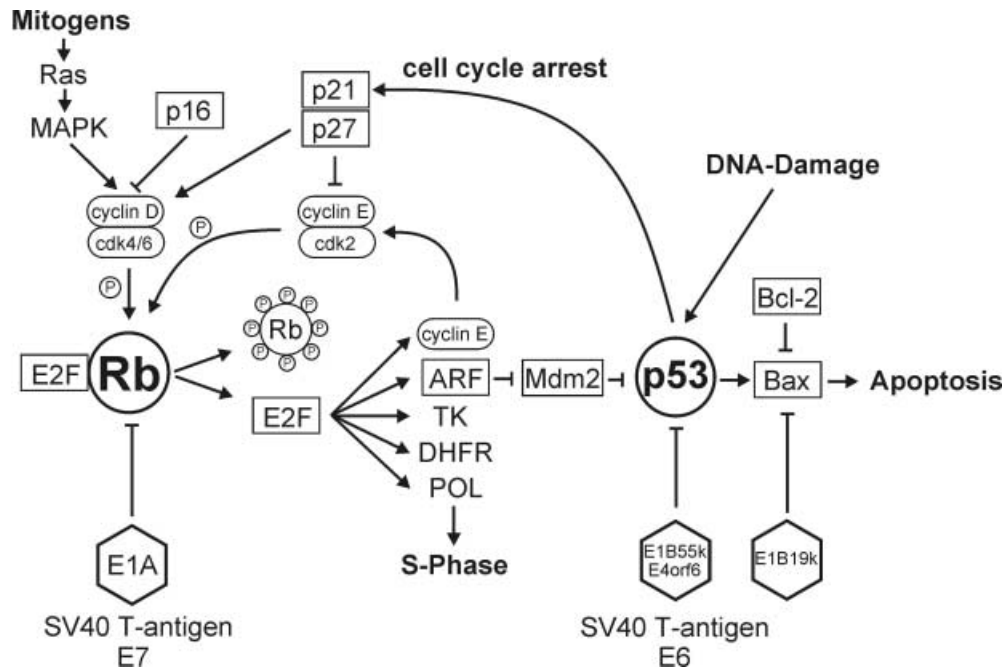 Mitogens
Ras
MAPK
p16
p21
p27
cell cycle arrest
DNA-Damage
cyclin D
cdk4/6
cyclin E
cdk2
P
P
Bcl-2
E2F
Rb
P
P
P
P
P
P
P
P
Rb
cyclin E
ARF
Mdm2
p53
Bax
Apoptosis
E2F
TK
DHFR
POL
S-Phase
E1A
SV40 T-antigen
E7
E1B55k
E4orf6
E1B19k
SV40 T-antigen
E6